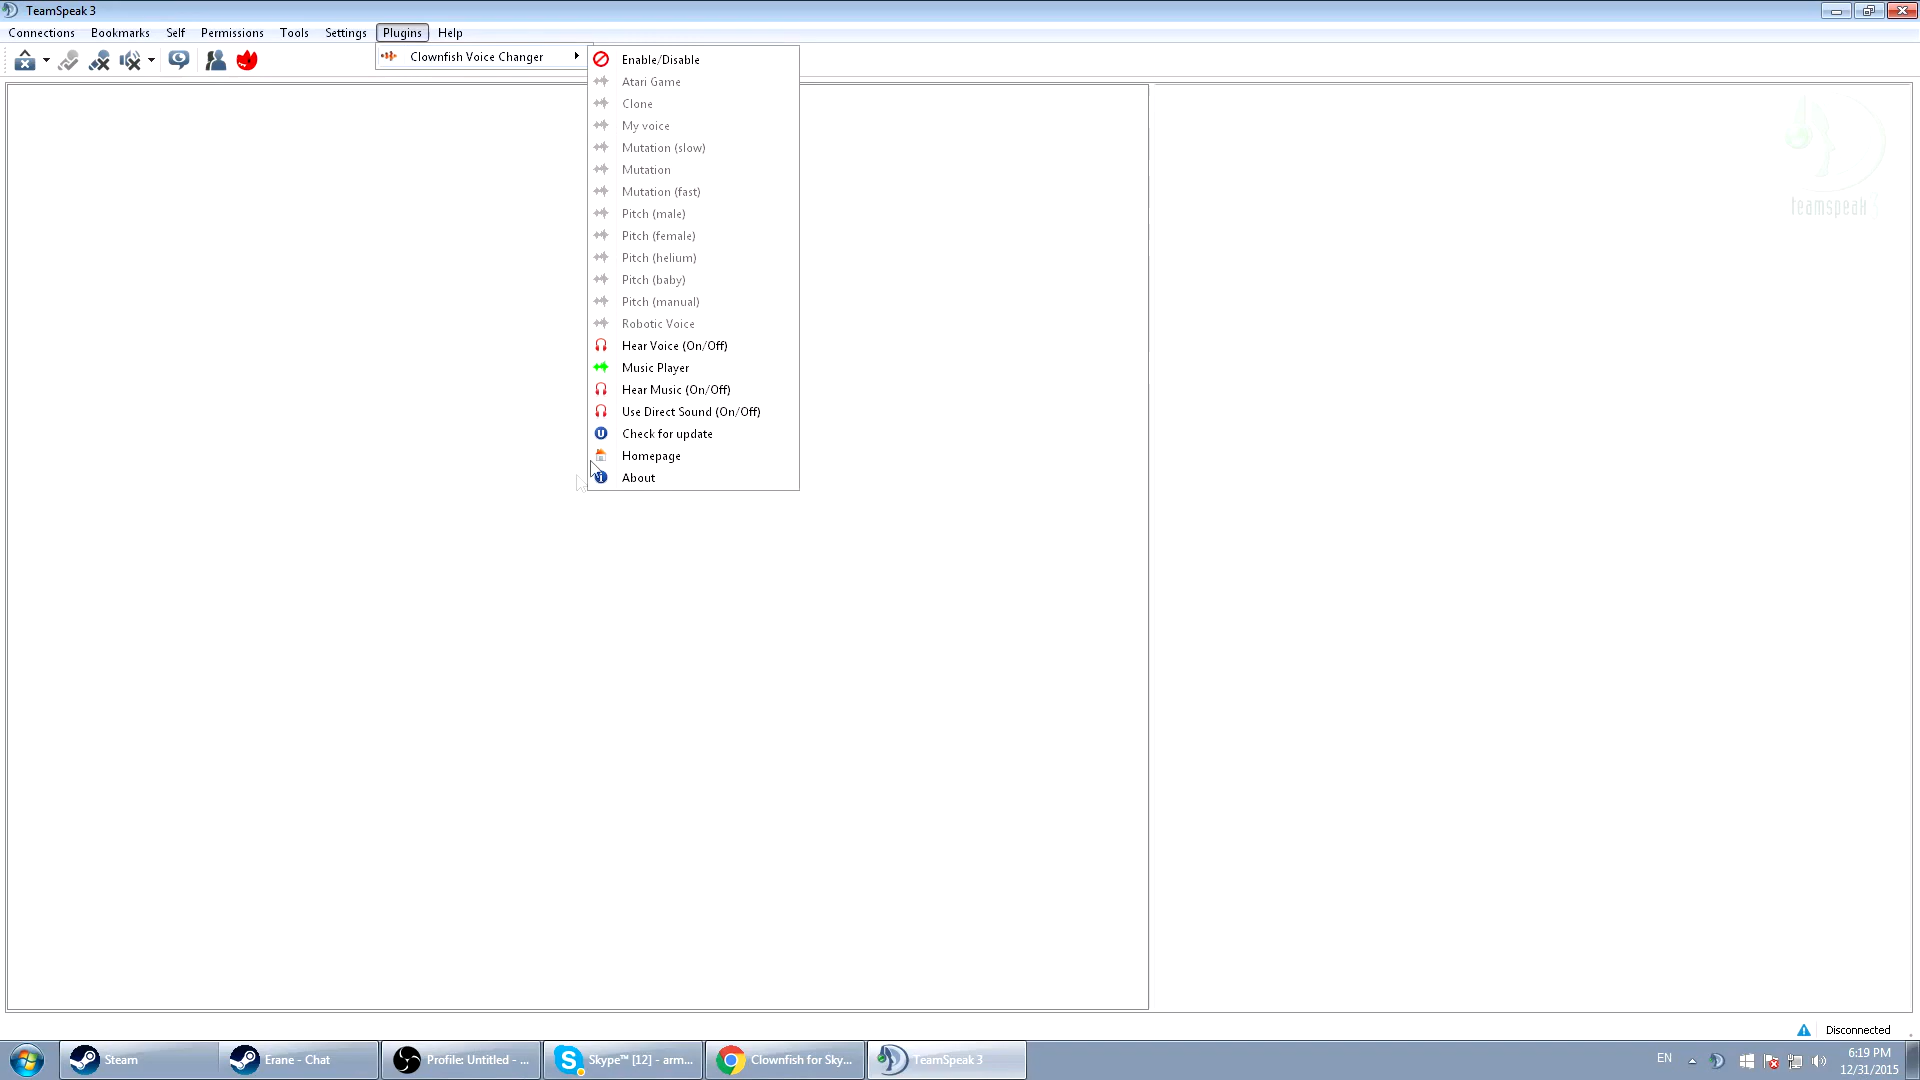 TeamSpeak 3
Connections Bookmarks Self Permissions Tools Settings Plugins Help
Clownfish Voice Changer
Enable/Disable
Atari Game
Clone
My voice
Mutation (slow)
Mutation
Mutation (fast)
Pitch (male)
Pitch (female)
Pitch (helium)
Pitch (baby)
Pitch (manual)
Robotic Voice
Hear Voice (On/Off)
Music Player
Hear Music (On/Off)
Use Direct Sound (On/Off)
Check for update
Homepage
About
teamspeak 3
Disconnected
Steam
Erane - Chat
Profile: Untitled - ...
Skype™ [12] - arm...
Clownfish for Sky...
TeamSpeak 3
EN
6:19 PM
12/31/2015